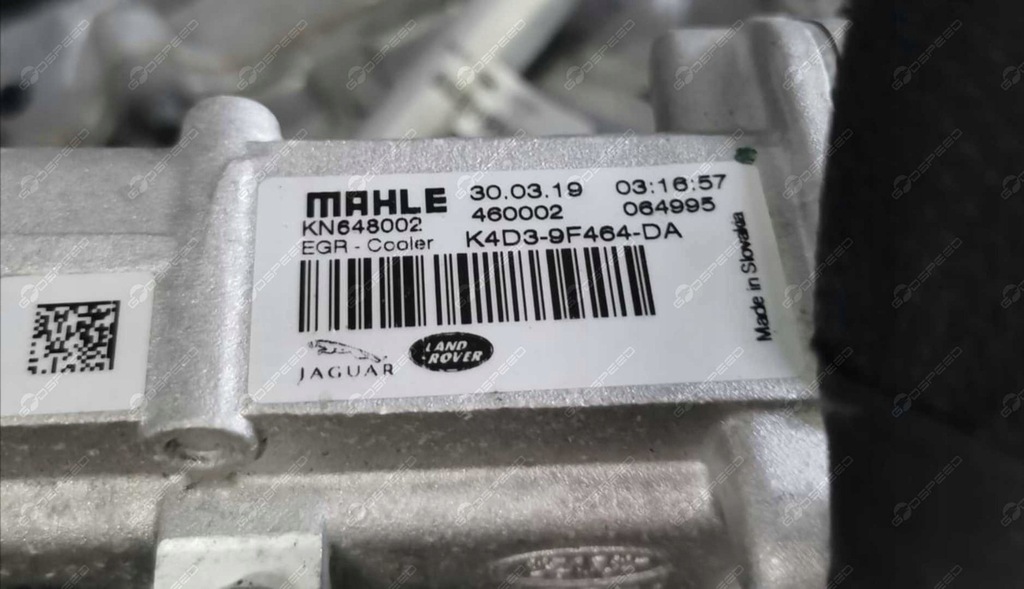 MAHLE 30.03.19 03:16:57
KN648002 460002 064995
EGR - Cooler K4D3-9F464-DA
Made in Slovakia
JAGUAR
LAND
ROVER
GDSPEED